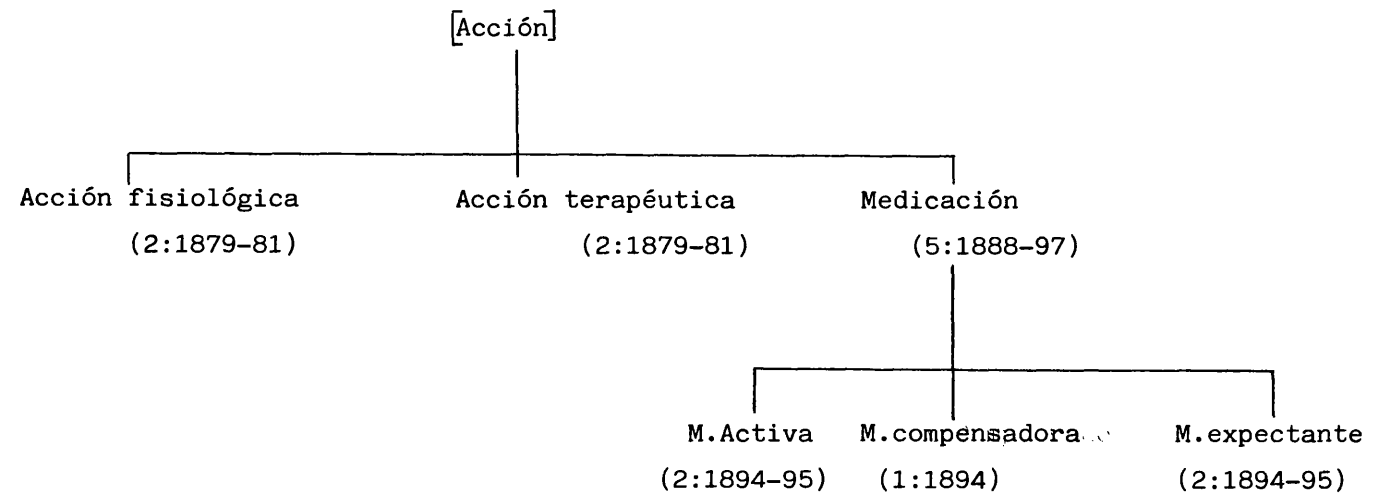 [Acción]
Acción fisiológica Acción terapéutica Medicación
(2:1879-81) (2:1879-81) (5:1888-97)
M.Activa M.compensadora M.expectante
(2:1894-95) (1:1894) (2:1894-95)